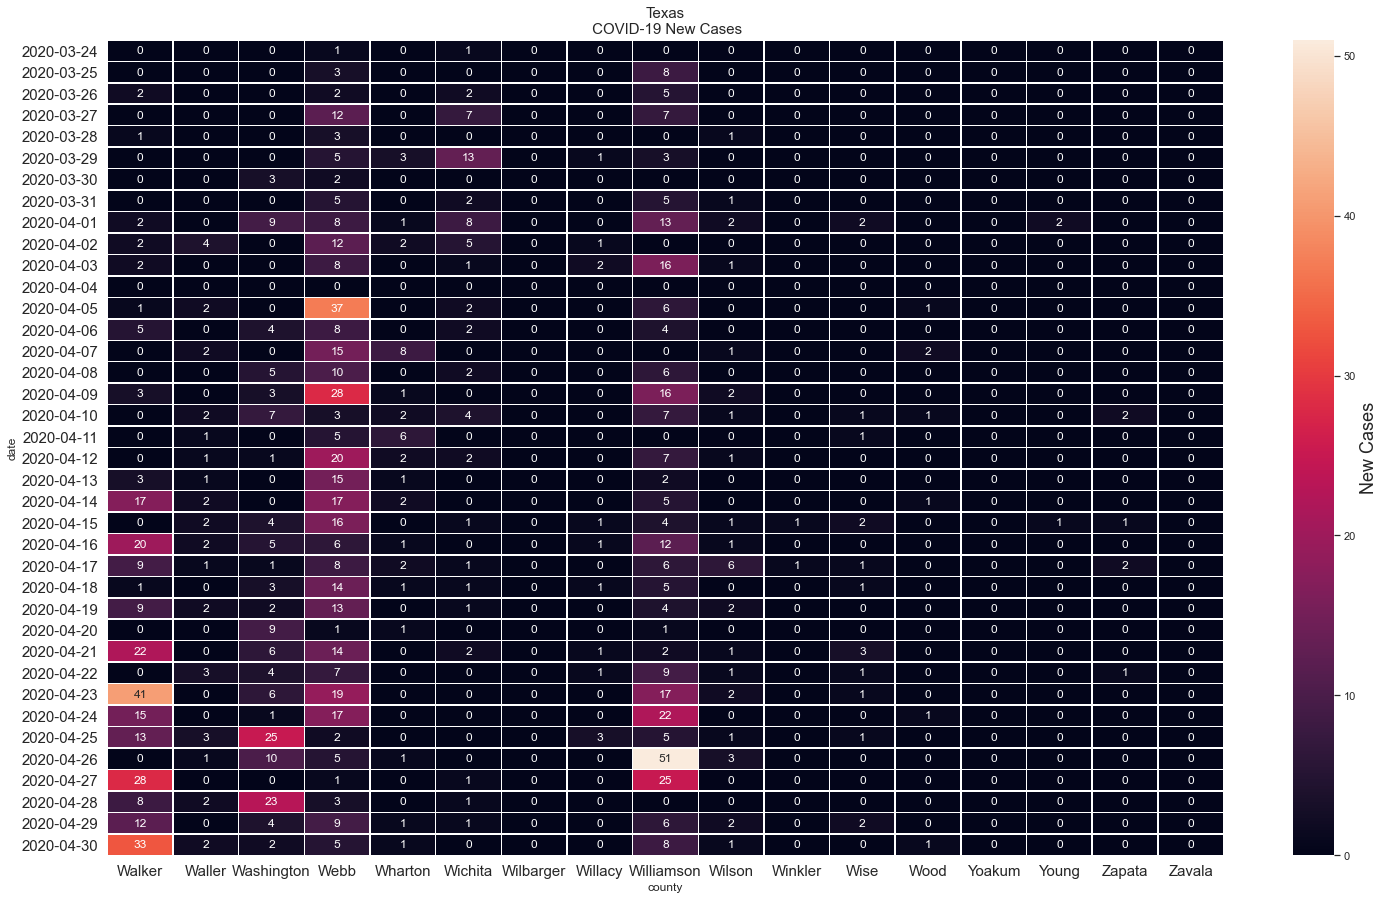 Texas
COVID-19 New Cases
2020-03-24 0 0 0 1 0 1 0 0 0 0 0 0 0 0 0 0 0
2020-03-25 0 0 0 3 0 0 0 0 8 0 0 0 0 0 0 0 0
2020-03-26 2 0 0 2 0 2 0 0 5 0 0 0 0 0 0 0 0
2020-03-27 0 0 0 12 0 7 0 0 7 0 0 0 0 0 0 0 0
2020-03-28 1 0 0 3 0 0 0 0 0 1 0 0 0 0 0 0 0
2020-03-29 0 0 0 5 3 13 0 1 3 0 0 0 0 0 0 0 0
2020-03-30 0 0 3 2 0 0 0 0 0 0 0 0 0 0 0 0 0
2020-03-31 0 0 0 5 0 2 0 0 5 1 0 0 0 0 0 0 0
2020-04-01 2 0 9 8 1 8 0 0 13 2 0 2 0 0 2 0 0
2020-04-02 2 4 0 12 2 5 0 1 0 0 0 0 0 0 0 0 0
2020-04-03 2 0 0 8 0 1 0 2 16 1 0 0 0 0 0 0 0
2020-04-04 0 0 0 0 0 0 0 0 0 0 0 0 0 0 0 0 0
2020-04-05 1 2 0 37 0 2 0 0 6 0 0 0 1 0 0 0 0
2020-04-06 5 0 4 8 0 2 0 0 4 0 0 0 0 0 0 0 0
2020-04-07 0 2 0 15 8 0 0 0 0 1 0 0 2 0 0 0 0
2020-04-08 0 0 5 10 0 2 0 0 6 0 0 0 0 0 0 0 0
2020-04-09 3 0 3 28 1 0 0 0 16 2 0 0 0 0 0 0 0
2020-04-10 0 2 7 3 2 4 0 0 7 1 0 1 1 0 0 2 0
2020-04-11 0 1 0 5 6 0 0 0 0 0 0 1 0 0 0 0 0
2020-04-12 0 1 1 20 2 2 0 0 7 1 0 0 0 0 0 0 0
2020-04-13 3 1 0 15 1 0 0 0 2 0 0 0 0 0 0 0 0
2020-04-14 17 2 0 17 2 0 0 0 5 0 0 0 1 0 0 0 0
2020-04-15 0 2 4 16 0 1 0 1 4 1 1 2 0 0 1 1 0
2020-04-16 20 2 5 6 1 0 0 1 12 1 0 0 0 0 0 0 0
2020-04-17 9 1 1 8 2 1 0 0 6 6 1 1 0 0 0 2 0
2020-04-18 1 0 3 14 1 1 0 1 5 0 0 1 0 0 0 0 0
2020-04-19 9 2 2 13 0 1 0 0 4 2 0 0 0 0 0 0 0
2020-04-20 0 0 9 1 1 0 0 0 1 0 0 0 0 0 0 0 0
2020-04-21 22 0 6 14 0 2 0 1 2 1 0 3 0 0 0 0 0
2020-04-22 0 3 4 7 0 0 0 1 9 1 0 1 0 0 0 1 0
2020-04-23 41 0 6 19 0 0 0 0 17 2 0 1 0 0 0 0 0
2020-04-24 15 0 1 17 0 0 0 0 22 0 0 0 1 0 0 0 0
2020-04-25 13 3 25 2 0 0 0 3 5 1 0 1 0 0 0 0 0
2020-04-26 0 1 10 5 1 0 0 0 51 3 0 0 0 0 0 0 0
2020-04-27 28 0 0 1 0 1 0 0 25 0 0 0 0 0 0 0 0
2020-04-28 8 2 23 3 0 1 0 0 0 0 0 0 0 0 0 0 0
2020-04-29 12 0 4 9 1 1 0 0 6 2 0 2 0 0 0 0 0
2020-04-30 33 2 2 5 1 0 0 0 8 1 0 0 1 0 0 0 0
Walker Waller Washington Webb Wharton Wichita Wilbarger Willacy Williamson Wilson Winkler Wise Wood Yoakum Young Zapata Zavala
county
date
50
40
30
20
10
0
New Cases